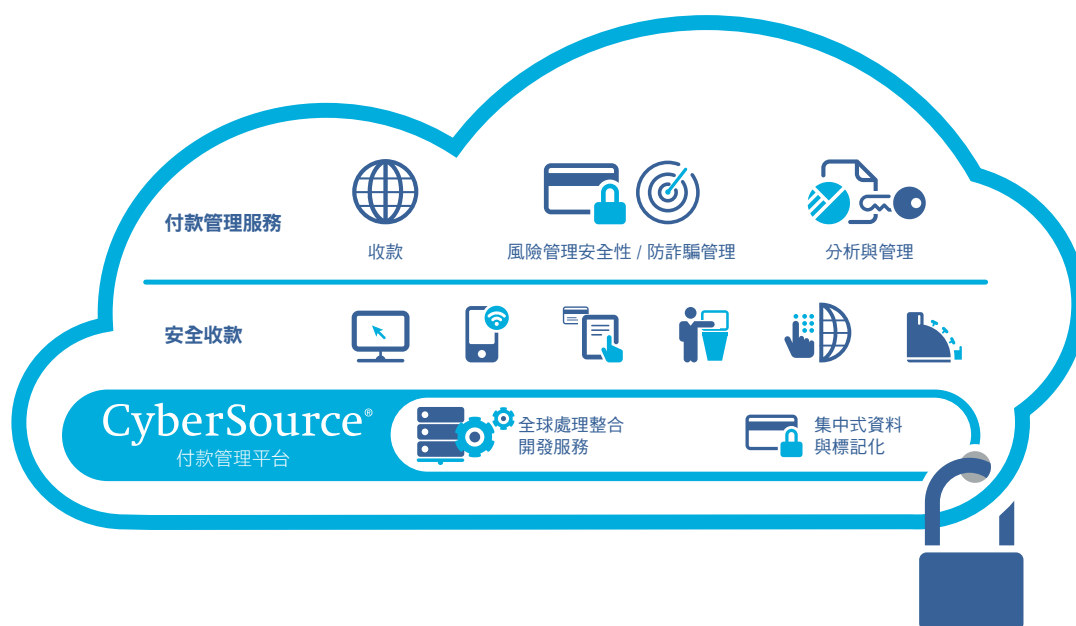 付款管理服務
收款
風險管理安全性 / 防詐騙管理
分析與管理
安全收款
CyberSource®
付款管理平台
全球處理整合
開發服務
集中式資料
與標記化